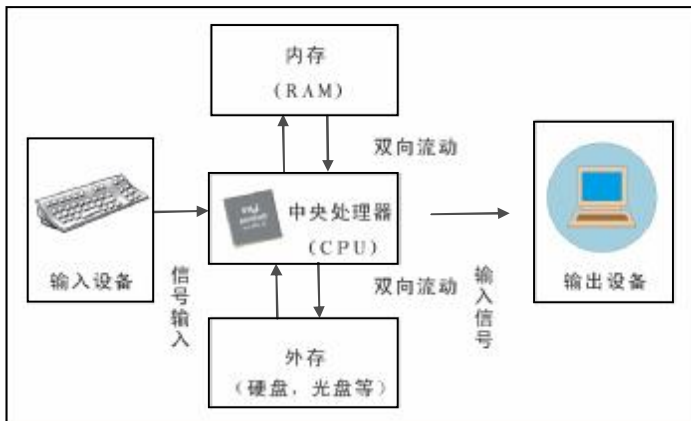 内存
(RAM)
双向流动
中央处理器
(CPU)
输入设备
信号输入
双向流动
输入信号
输出设备
外存
(硬盘，光盘等)